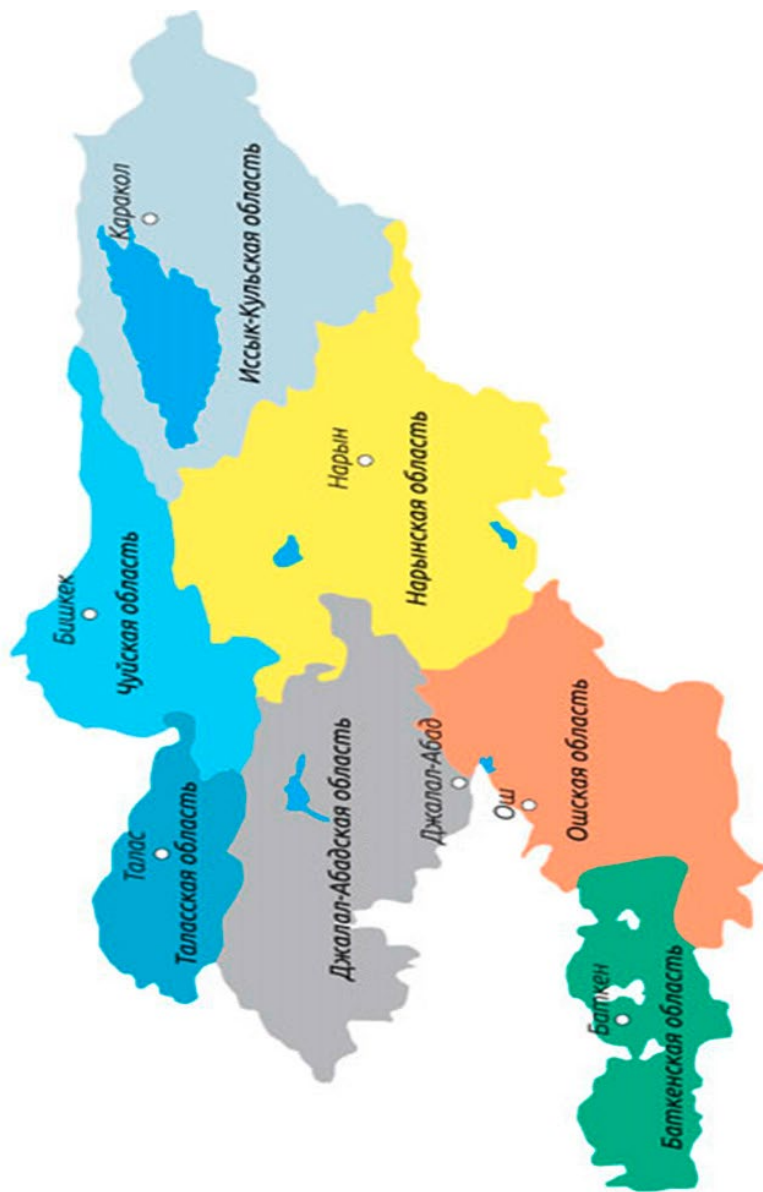 Бишкек
Чуйская область
Талас
Таласская область
Каракол
Иссык-Кульская область
Нарын
Нарынская область
Джалал-Абадская область
Джалал-Абад
Ош
Ошская область
Баткен
Баткенская область